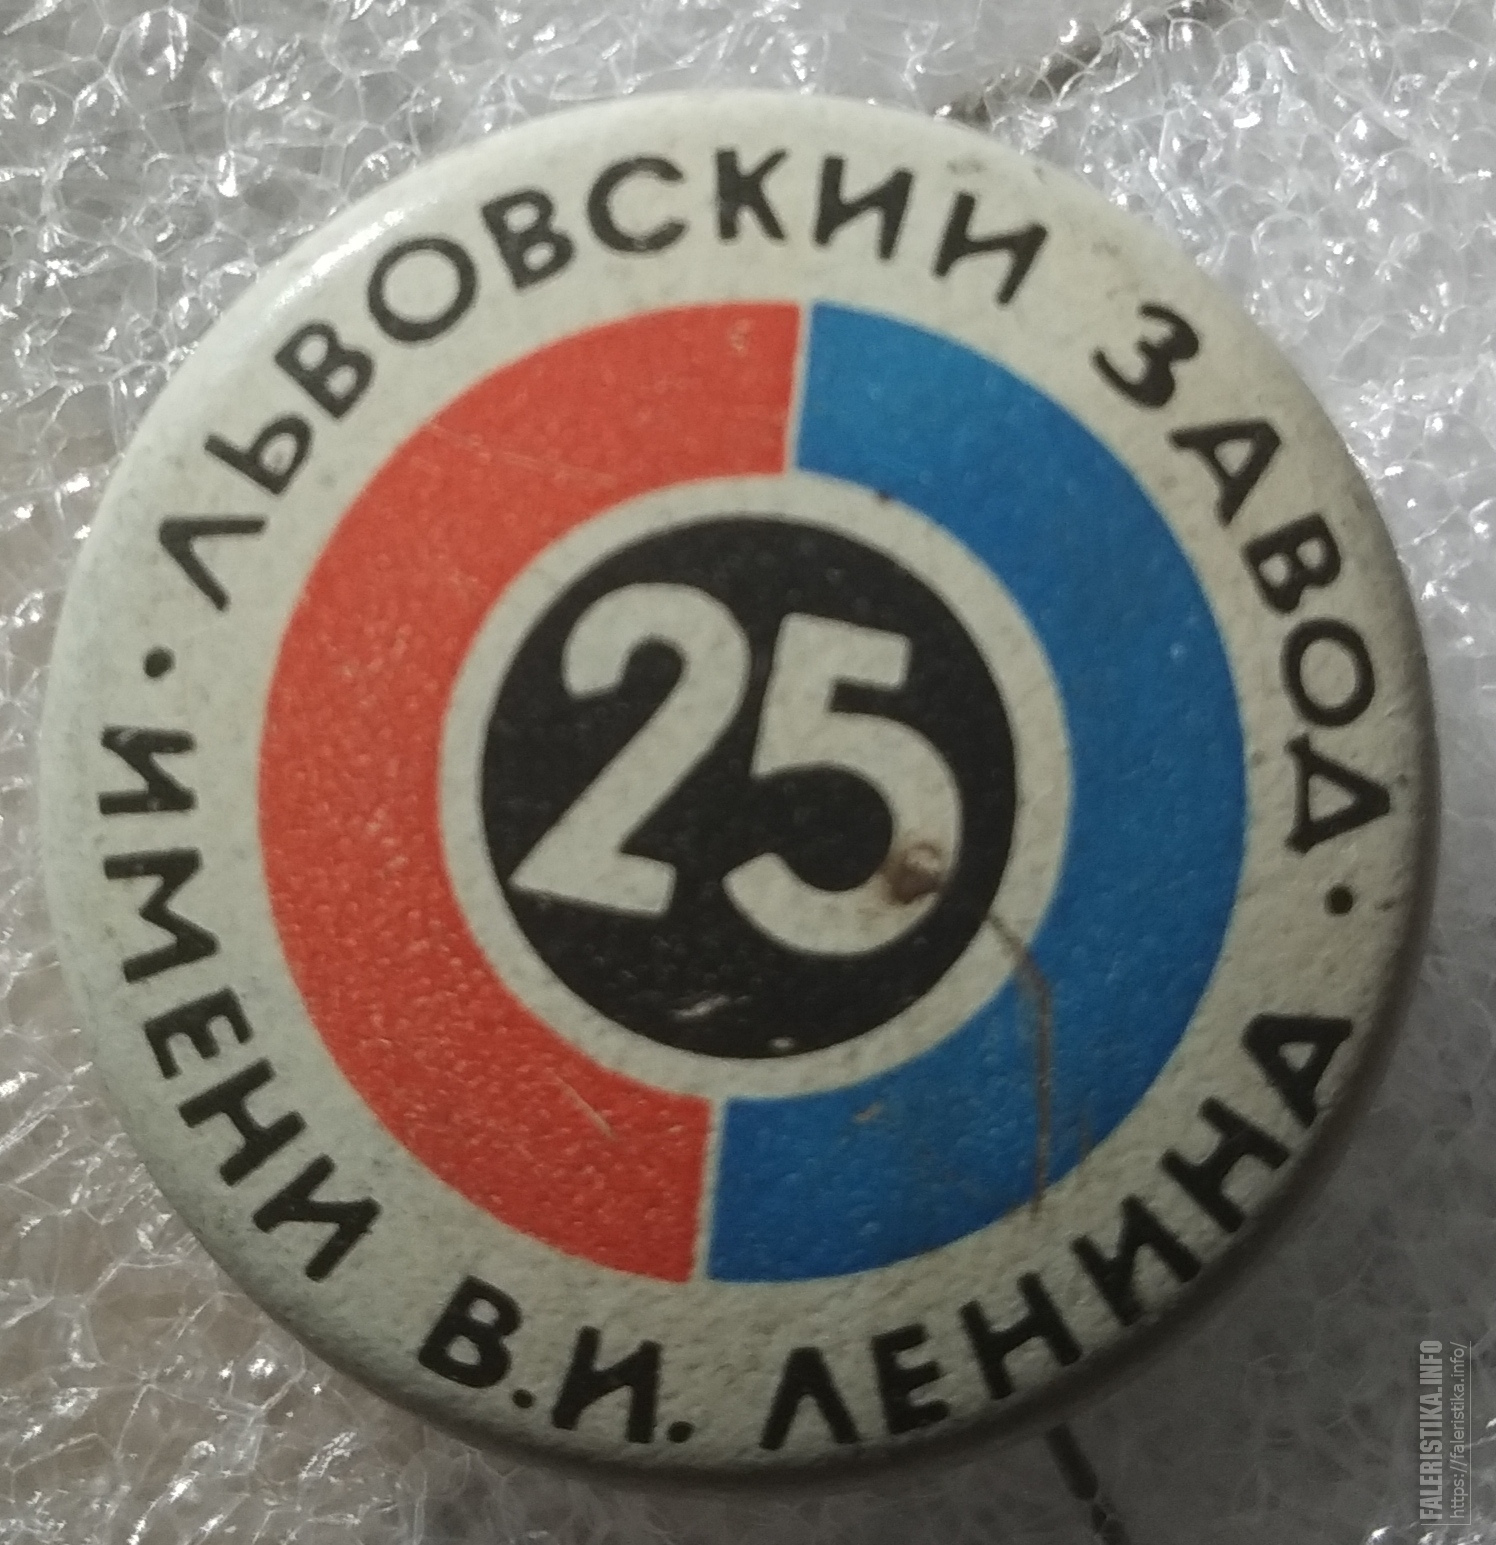 ЛЬВОВСКИЙ ЗАВОД
ИМЕНИ В.И. ЛЕНИНА
25
FALERISTIKA.INFO
https://faleristika.info/